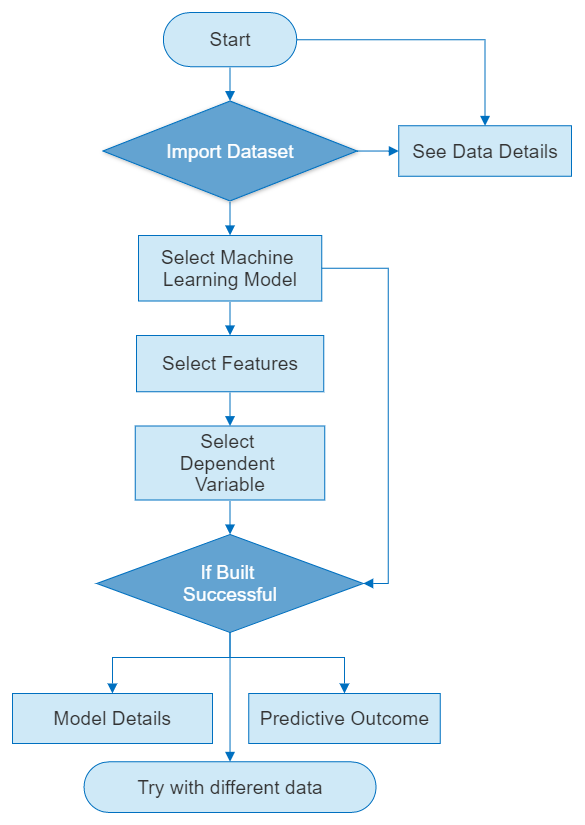 Start
Import Dataset
See Data Details
Select Machine
Learning Model
Select Features
Select
Dependent
Variable
If Built
Successful
Model Details
Predictive Outcome
Try with different data